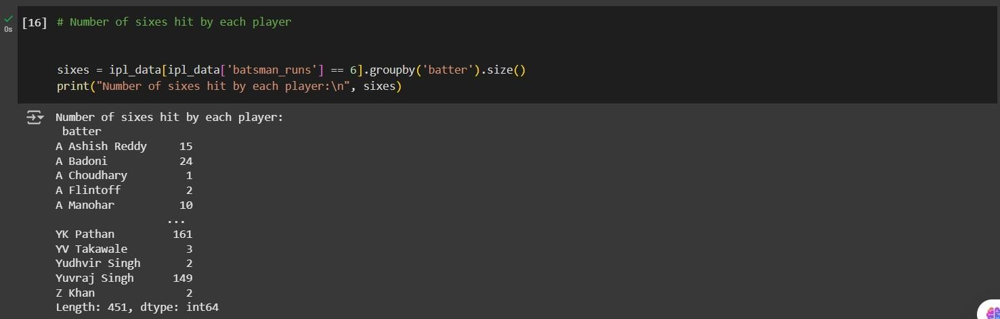 [16] # Number of sixes hit by each player
0s
sixes = ipl_data[ipl_data['batsman_runs'] == 6].groupby('batter').size()
print("Number of sixes hit by each player:\n", sixes)
Number of sixes hit by each player:
batter
A Ashish Reddy 15
A Badoni 24
A Choudhary 1
A Flintoff 2
A Manohar 10
...
YK Pathan 161
YV Takawale 3
Yudhvir Singh 2
Yuvraj Singh 149
Z Khan 2
Length: 451, dtype: int64